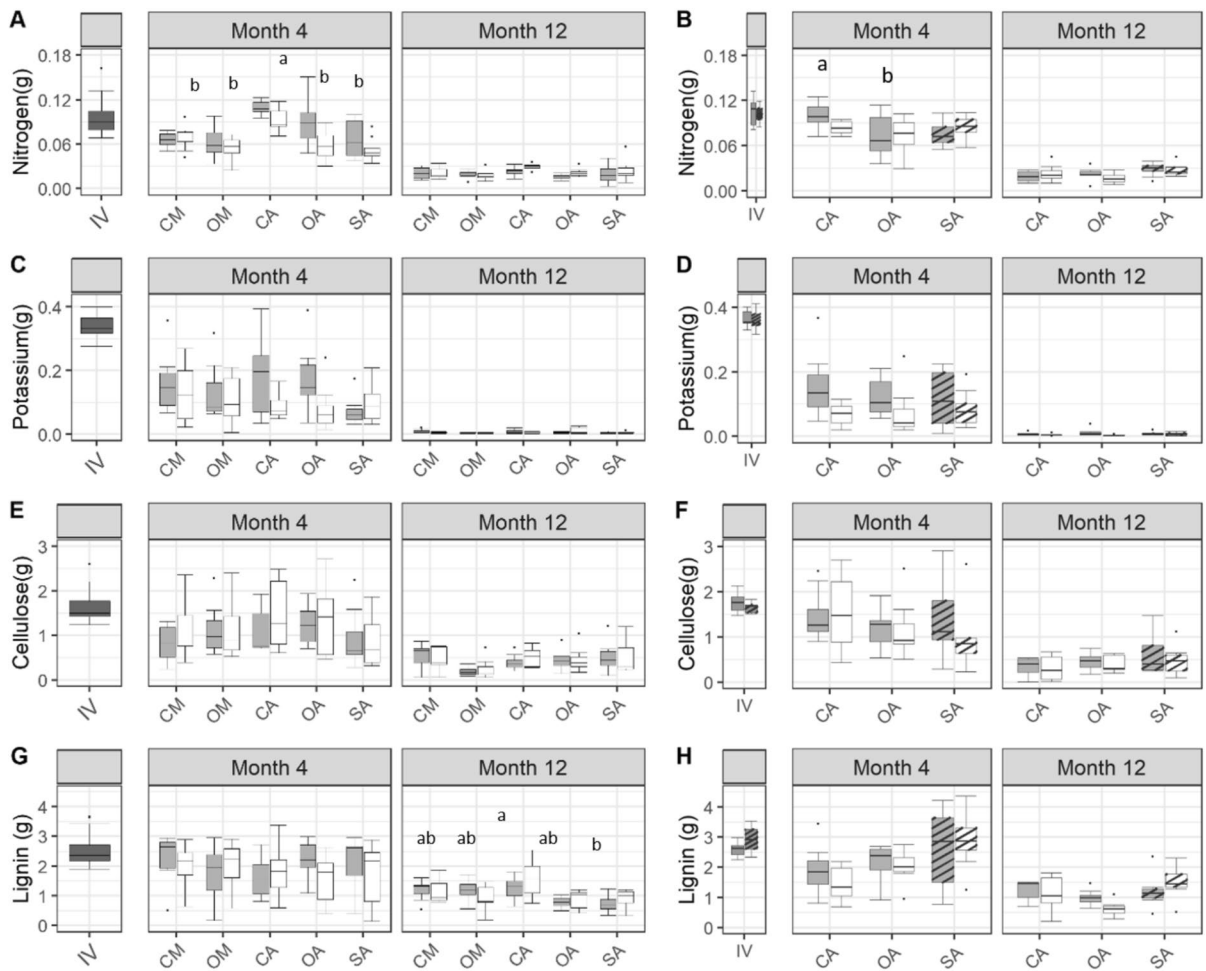 A Month 4 Month 12
Nitrogen(g)
0.18
0.12
0.06
0.00
b b a b b
IV CM OM CA OA SA CM OM CA OA SA
B Month 4 Month 12
Nitrogen(g)
0.18
0.12
0.06
0.00
a b
IV CA OA SA CA OA SA
C Month 4 Month 12
Potassium(g)
0.4
0.2
0.0
IV CM OM CA OA SA CM OM CA OA SA
D Month 4 Month 12
Potassium(g)
0.4
0.2
0.0
IV CA OA SA CA OA SA
E Month 4 Month 12
Cellulose(g)
3
2
1
0
IV CM OM CA OA SA CM OM CA OA SA
F Month 4 Month 12
Cellulose(g)
3
2
1
0
IV CA OA SA CA OA SA
G Month 4 Month 12
Lignin (g)
4
3
2
1
0
ab ab a ab b
IV CM OM CA OA SA CM OM CA OA SA
H Month 4 Month 12
Lignin (g)
4
3
2
1
0
IV CA OA SA CA OA SA